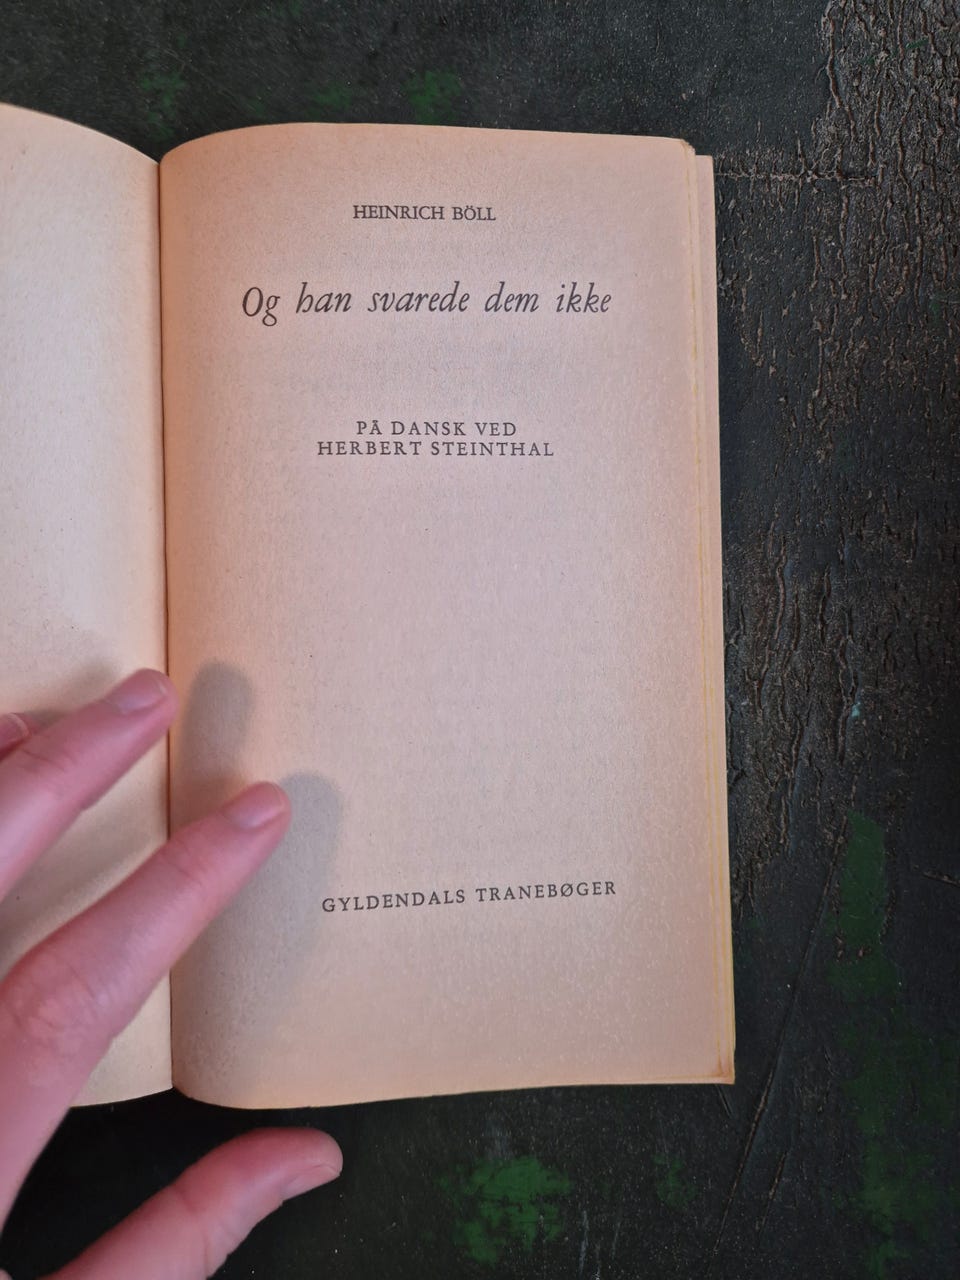 HEINRICH BÖLL
Og han svarede dem ikke
PÅ DANSK VED
HERBERT STEINTHAL
GYLDENDALS TRANEBØGER